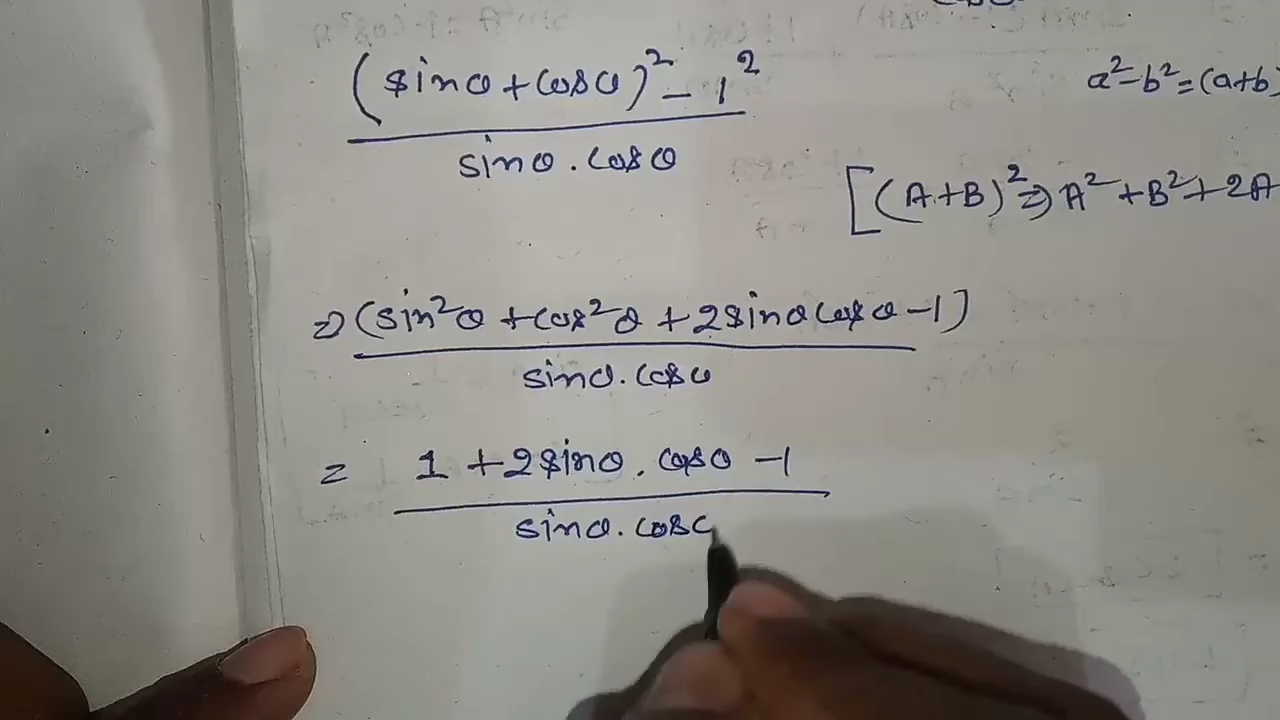 (sinθ + cosθ)² - 1²
sinθ . cosθ
a² - b² = (a+b)
[(A+B)² ⇒ A² + B² + 2A
⇒ (sin²θ + cos²θ + 2sinθcosθ - 1)
sinθ . cosθ
= 1 + 2sinθ . cosθ - 1
sinθ . cosθ